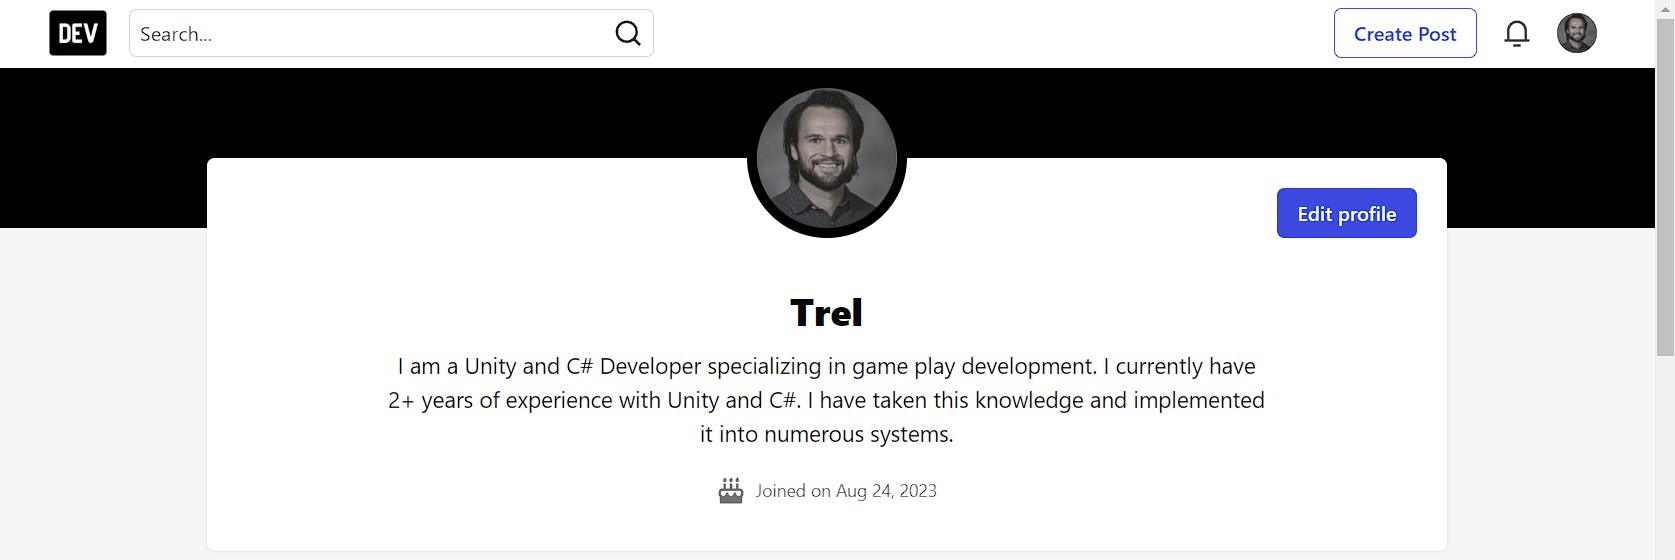 DEV
Search...
Create Post
Edit profile
Trel
I am a Unity and C# Developer specializing in game play development. I currently have
2+ years of experience with Unity and C#. I have taken this knowledge and implemented
it into numerous systems.
Joined on Aug 24, 2023